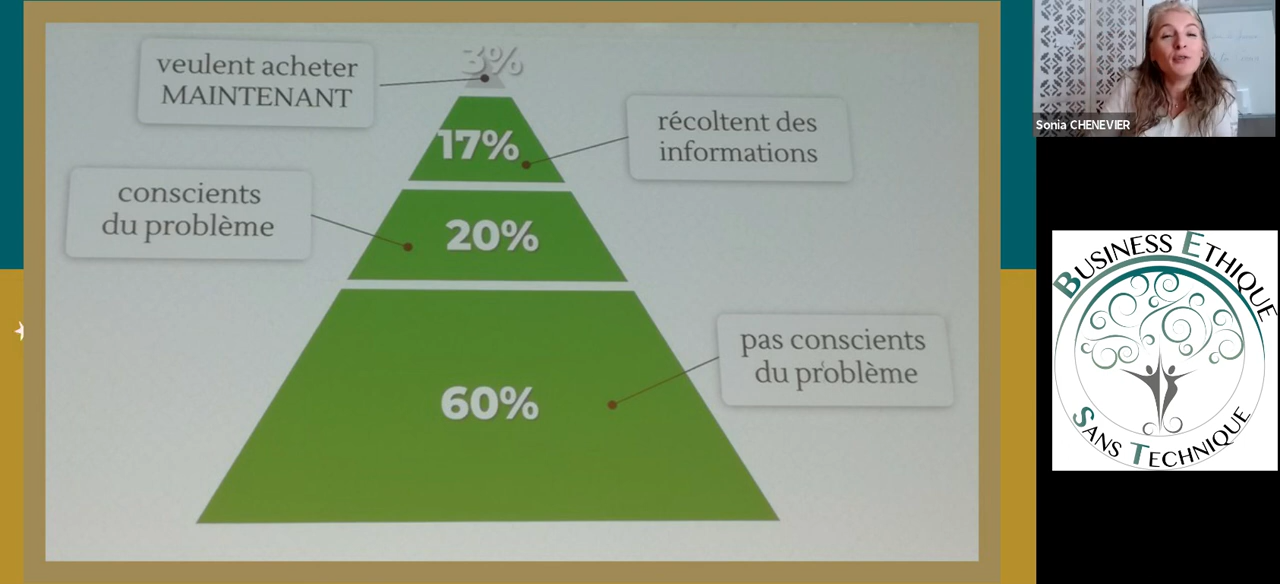 veulent acheter
MAINTENANT
3%
17%
récoltent des
informations
conscients
du problème
20%
pas conscients
du problème
60%
Sonia CHENEVIER
BUSINESS ETHIQUE
SANS TECHNIQUE